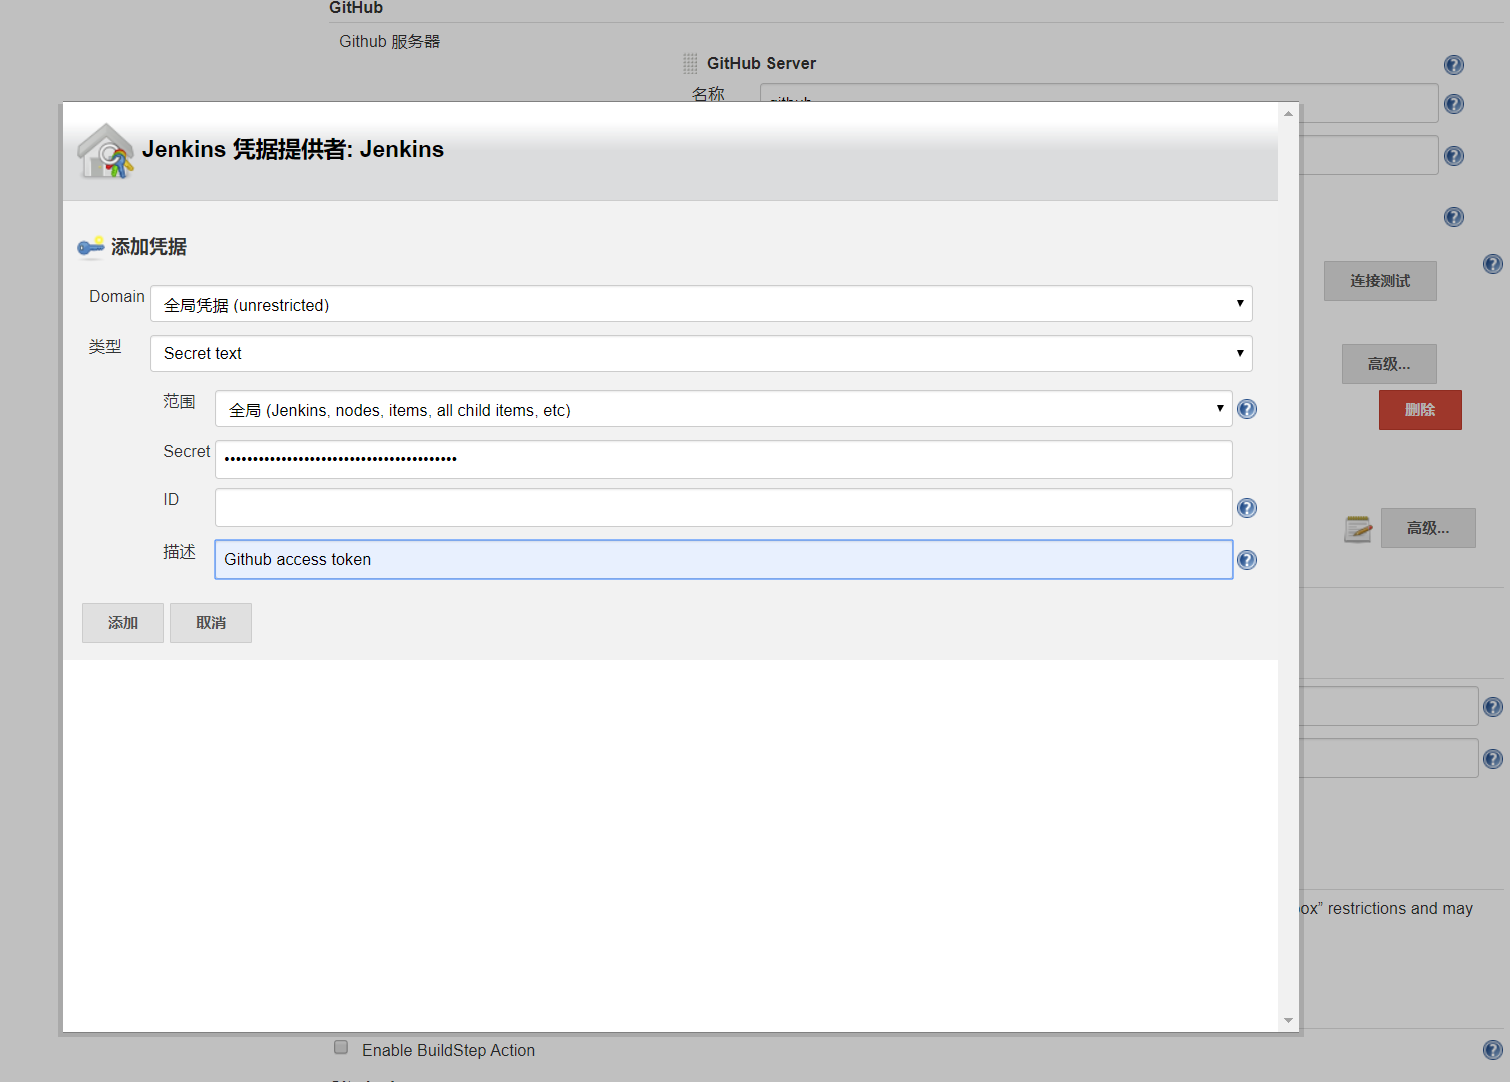 GitHub
Github 服务器
GitHub Server
名称
github
Jenkins 凭据提供者: Jenkins
添加凭据
Domain
全局凭据 (unrestricted)
类型
Secret text
范围
全局 (Jenkins, nodes, items, all child items, etc)
Secret
ID
描述
Github access token
添加
取消
连接测试
高级...
删除
高级...
ox” restrictions and may
Enable BuildStep Action